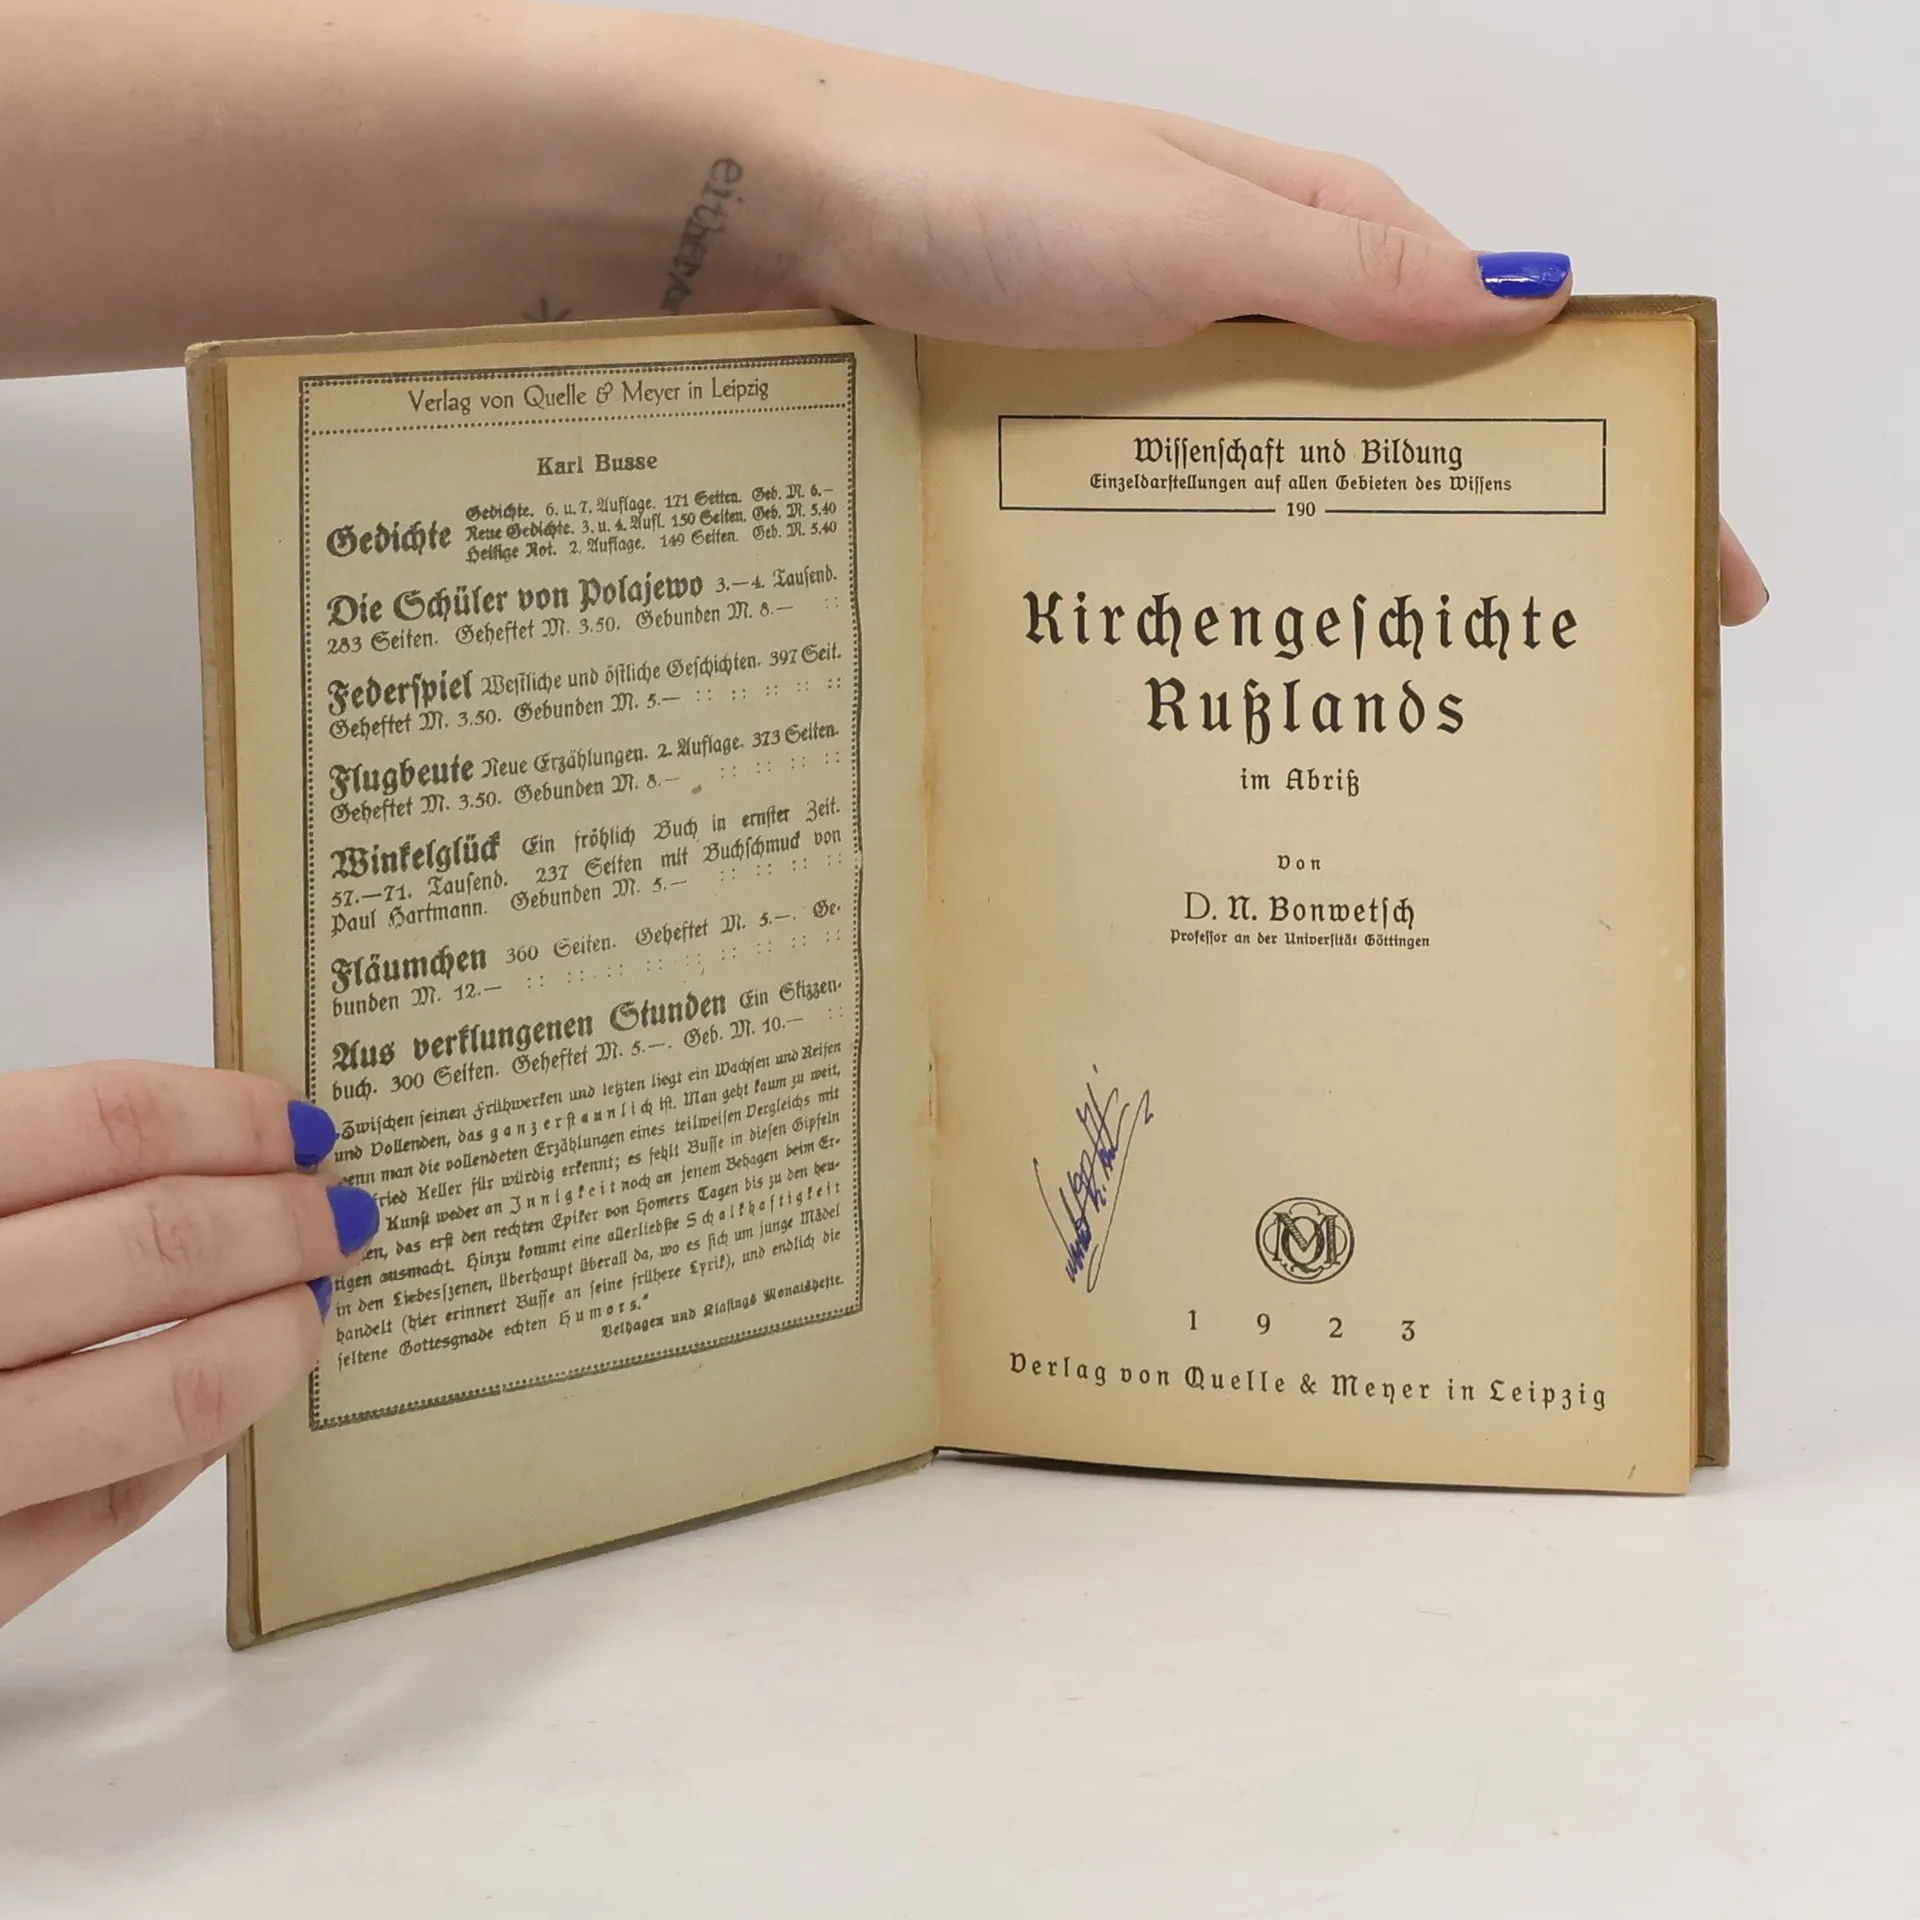 either/or
Verlag von Quelle & Meyer in Leipzig
Karl Busse
Gedichte
Gedichte. 6. u. 7. Auflage. 171 Seiten. Geb. M. 6.—
Neue Gedichte. 3. u. 4. Aufl. 150 Seiten. Geb. M. 5.40
Heilige Not. 2. Auflage. 149 Seiten. Geb. M. 5.40
Die Schüler von Polajewo 3.—4. Tausend.
283 Seiten. Geheftet M. 3.50. Gebunden M. 8.— ::
Federspiel Westliche und östliche Geschichten. 397 Seit.
Geheftet M. 3.50. Gebunden M. 5.— :: :: :: :: ::
Flugbeute Neue Erzählungen. 2. Auflage. 373 Seiten.
Geheftet M. 3.50. Gebunden M. 8.— :: :: :: ::
Winkelglück Ein fröhlich Buch in ernster Zeit.
57.—71. Tausend. 237 Seiten mit Buchschmuck von
Paul Hartmann. Gebunden M. 5.— :: :: :: ::
Fläumchen 360 Seiten. Geheftet M. 5.—. Ge-
bunden M. 12.— :: :: :: :: :: :: :: ::
Aus verklungenen Stunden Ein Skizzen-
buch. 300 Seiten. Geheftet M. 5.—. Geb. M. 10.— ::
„Zwischen seinen Frühwerken und letzten liegt ein Wachsen und Reifen
und Vollenden, das ganz erstaunlich ist. Man geht kaum zu weit,
wenn man die vollendeten Erzählungen eines teilweisen Vergleichs mit
fried Keller für würdig erkennt; es fehlt Busse in diesen Gipfeln
Kunst weder an Innigkeit noch an jenem Behagen beim Er-
en, das erst den rechten Epiker von Homers Tagen bis zu den heu-
tigen ausmacht. Hinzu kommt eine allerliebste Schalkhaftigkeit
in den Liebesszenen, überhaupt überall da, wo es sich um junge Mädel
handelt (hier erinnert Busse an seine frühere Lyrik), und endlich die
seltene Gottesgnade echten Humors."
Velhagen und Klasings Monatshefte.
Wissenschaft und Bildung
Einzeldarstellungen auf allen Gebieten des Wissens
190
Kirchengeschichte
Rußlands
im Abriß
Von
D. N. Bonwetsch
Professor an der Universität Göttingen
QM
1923
Verlag von Quelle & Meyer in Leipzig